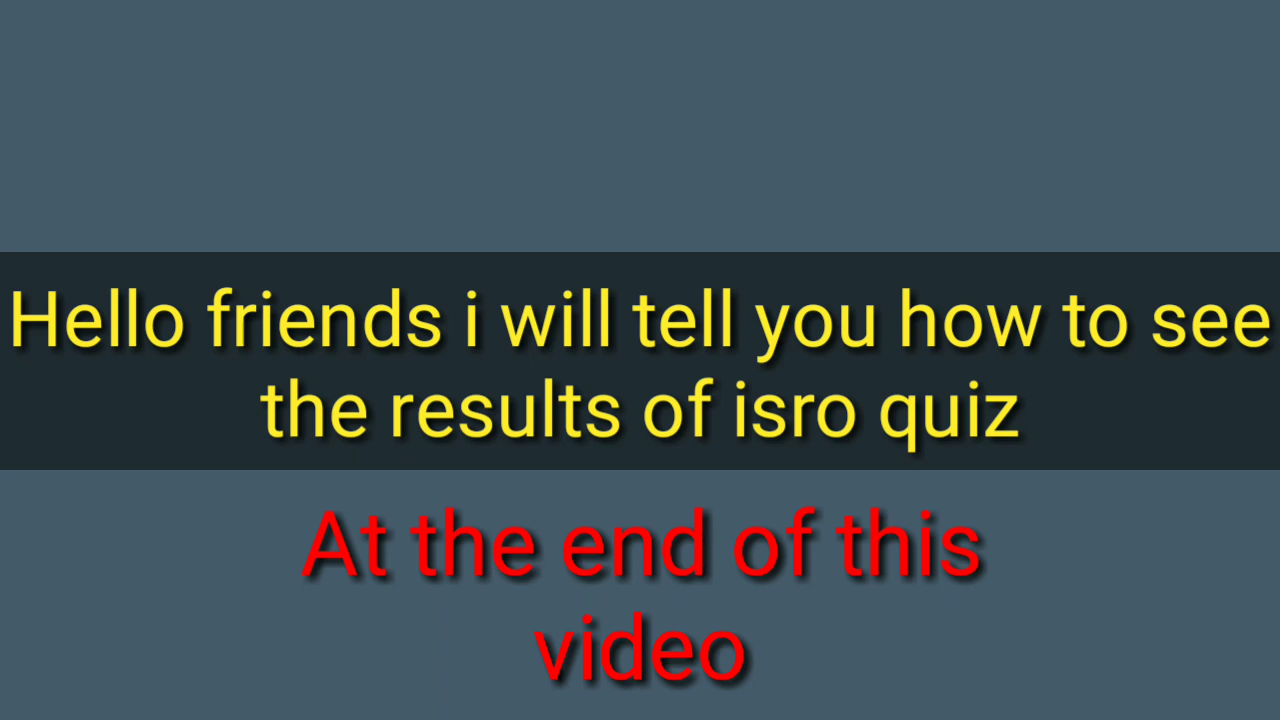 Hello friends i will tell you how to see
the results of isro quiz
At the end of this
video